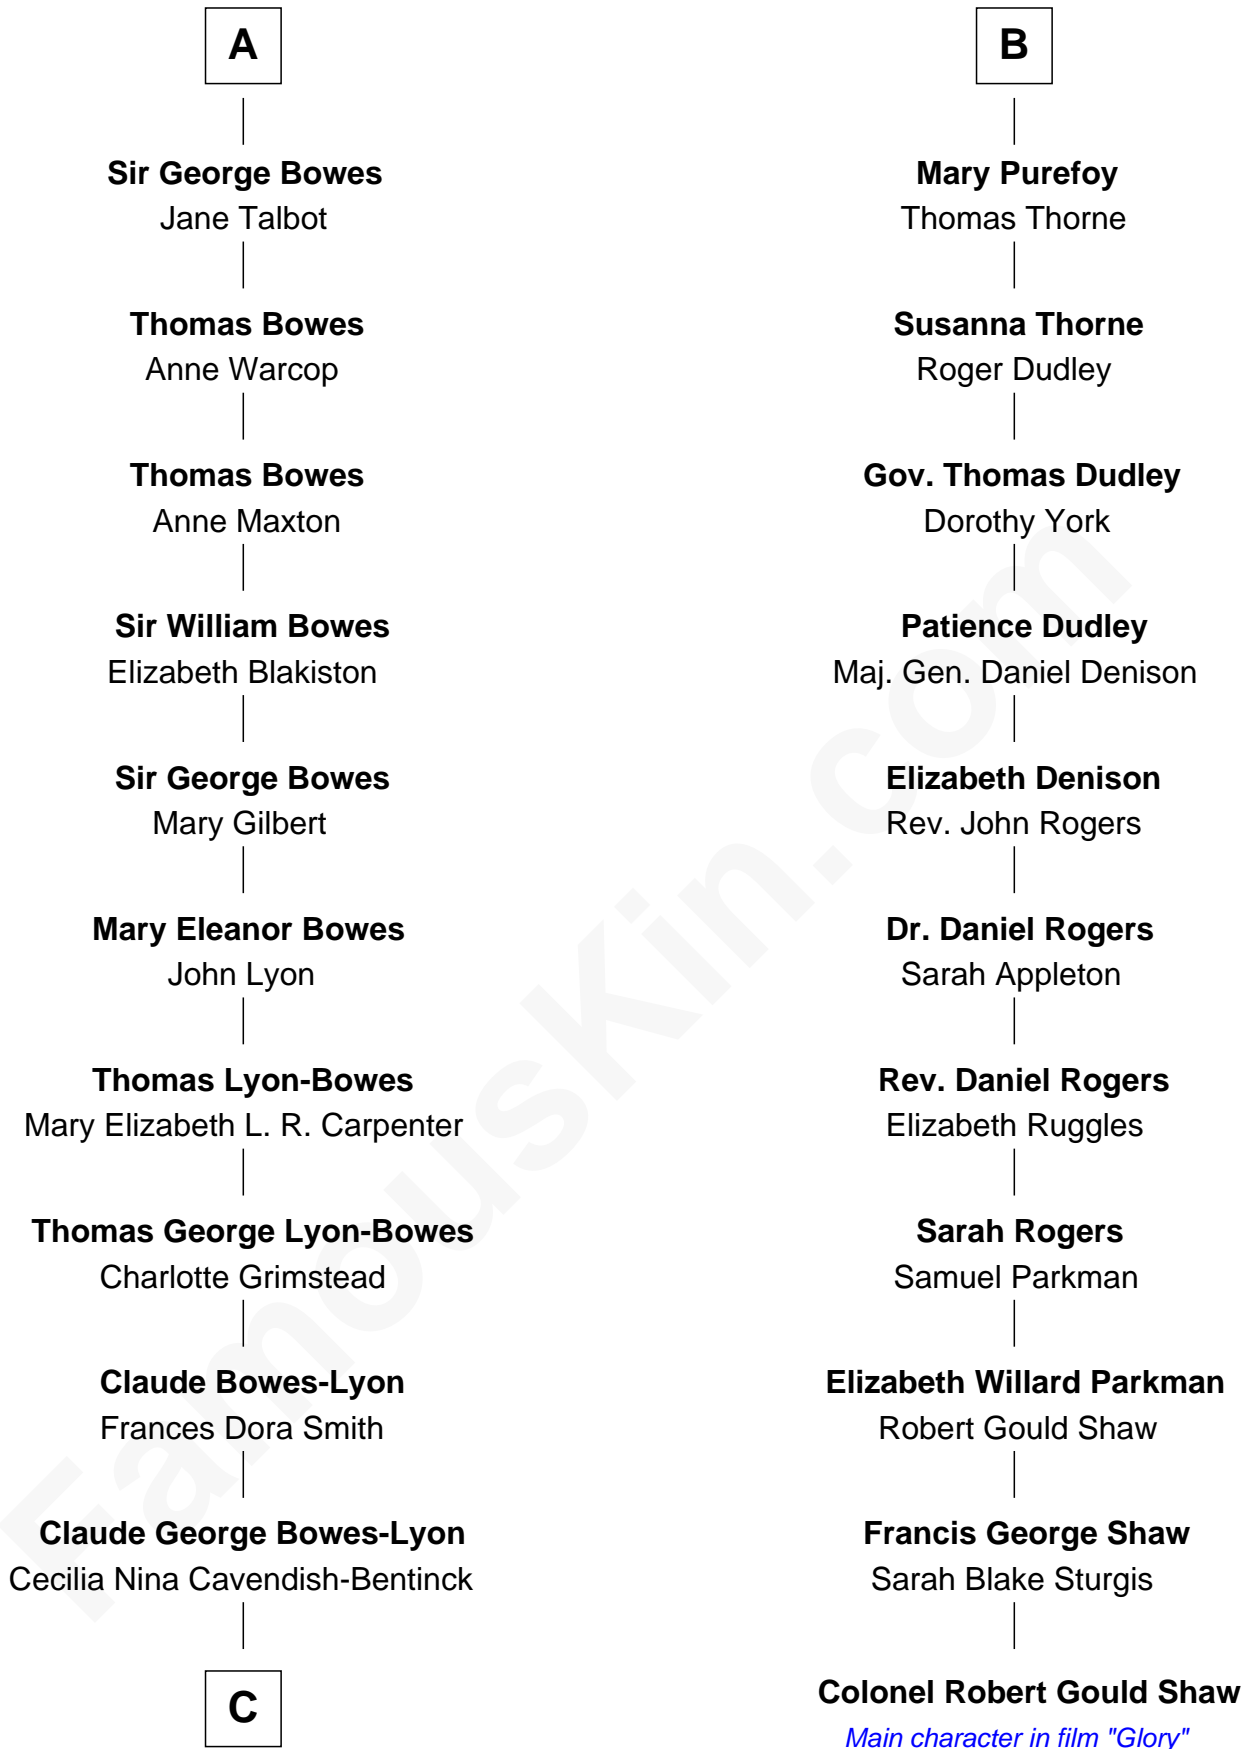 A
Sir George Bowes
Jane Talbot
Thomas Bowes
Anne Warcop
Thomas Bowes
Anne Maxton
Sir William Bowes
Elizabeth Blakiston
Sir George Bowes
Mary Gilbert
Mary Eleanor Bowes
John Lyon
Thomas Lyon-Bowes
Mary Elizabeth L. R. Carpenter
Thomas George Lyon-Bowes
Charlotte Grimstead
Claude Bowes-Lyon
Frances Dora Smith
Claude George Bowes-Lyon
Cecilia Nina Cavendish-Bentinck
C
B
Mary Purefoy
Thomas Thorne
Susanna Thorne
Roger Dudley
Gov. Thomas Dudley
Dorothy York
Patience Dudley
Maj. Gen. Daniel Denison
Elizabeth Denison
Rev. John Rogers
Dr. Daniel Rogers
Sarah Appleton
Rev. Daniel Rogers
Elizabeth Ruggles
Sarah Rogers
Samuel Parkman
Elizabeth Willard Parkman
Robert Gould Shaw
Francis George Shaw
Sarah Blake Sturgis
Colonel Robert Gould Shaw
Main character in film "Glory"
FamousKin.com